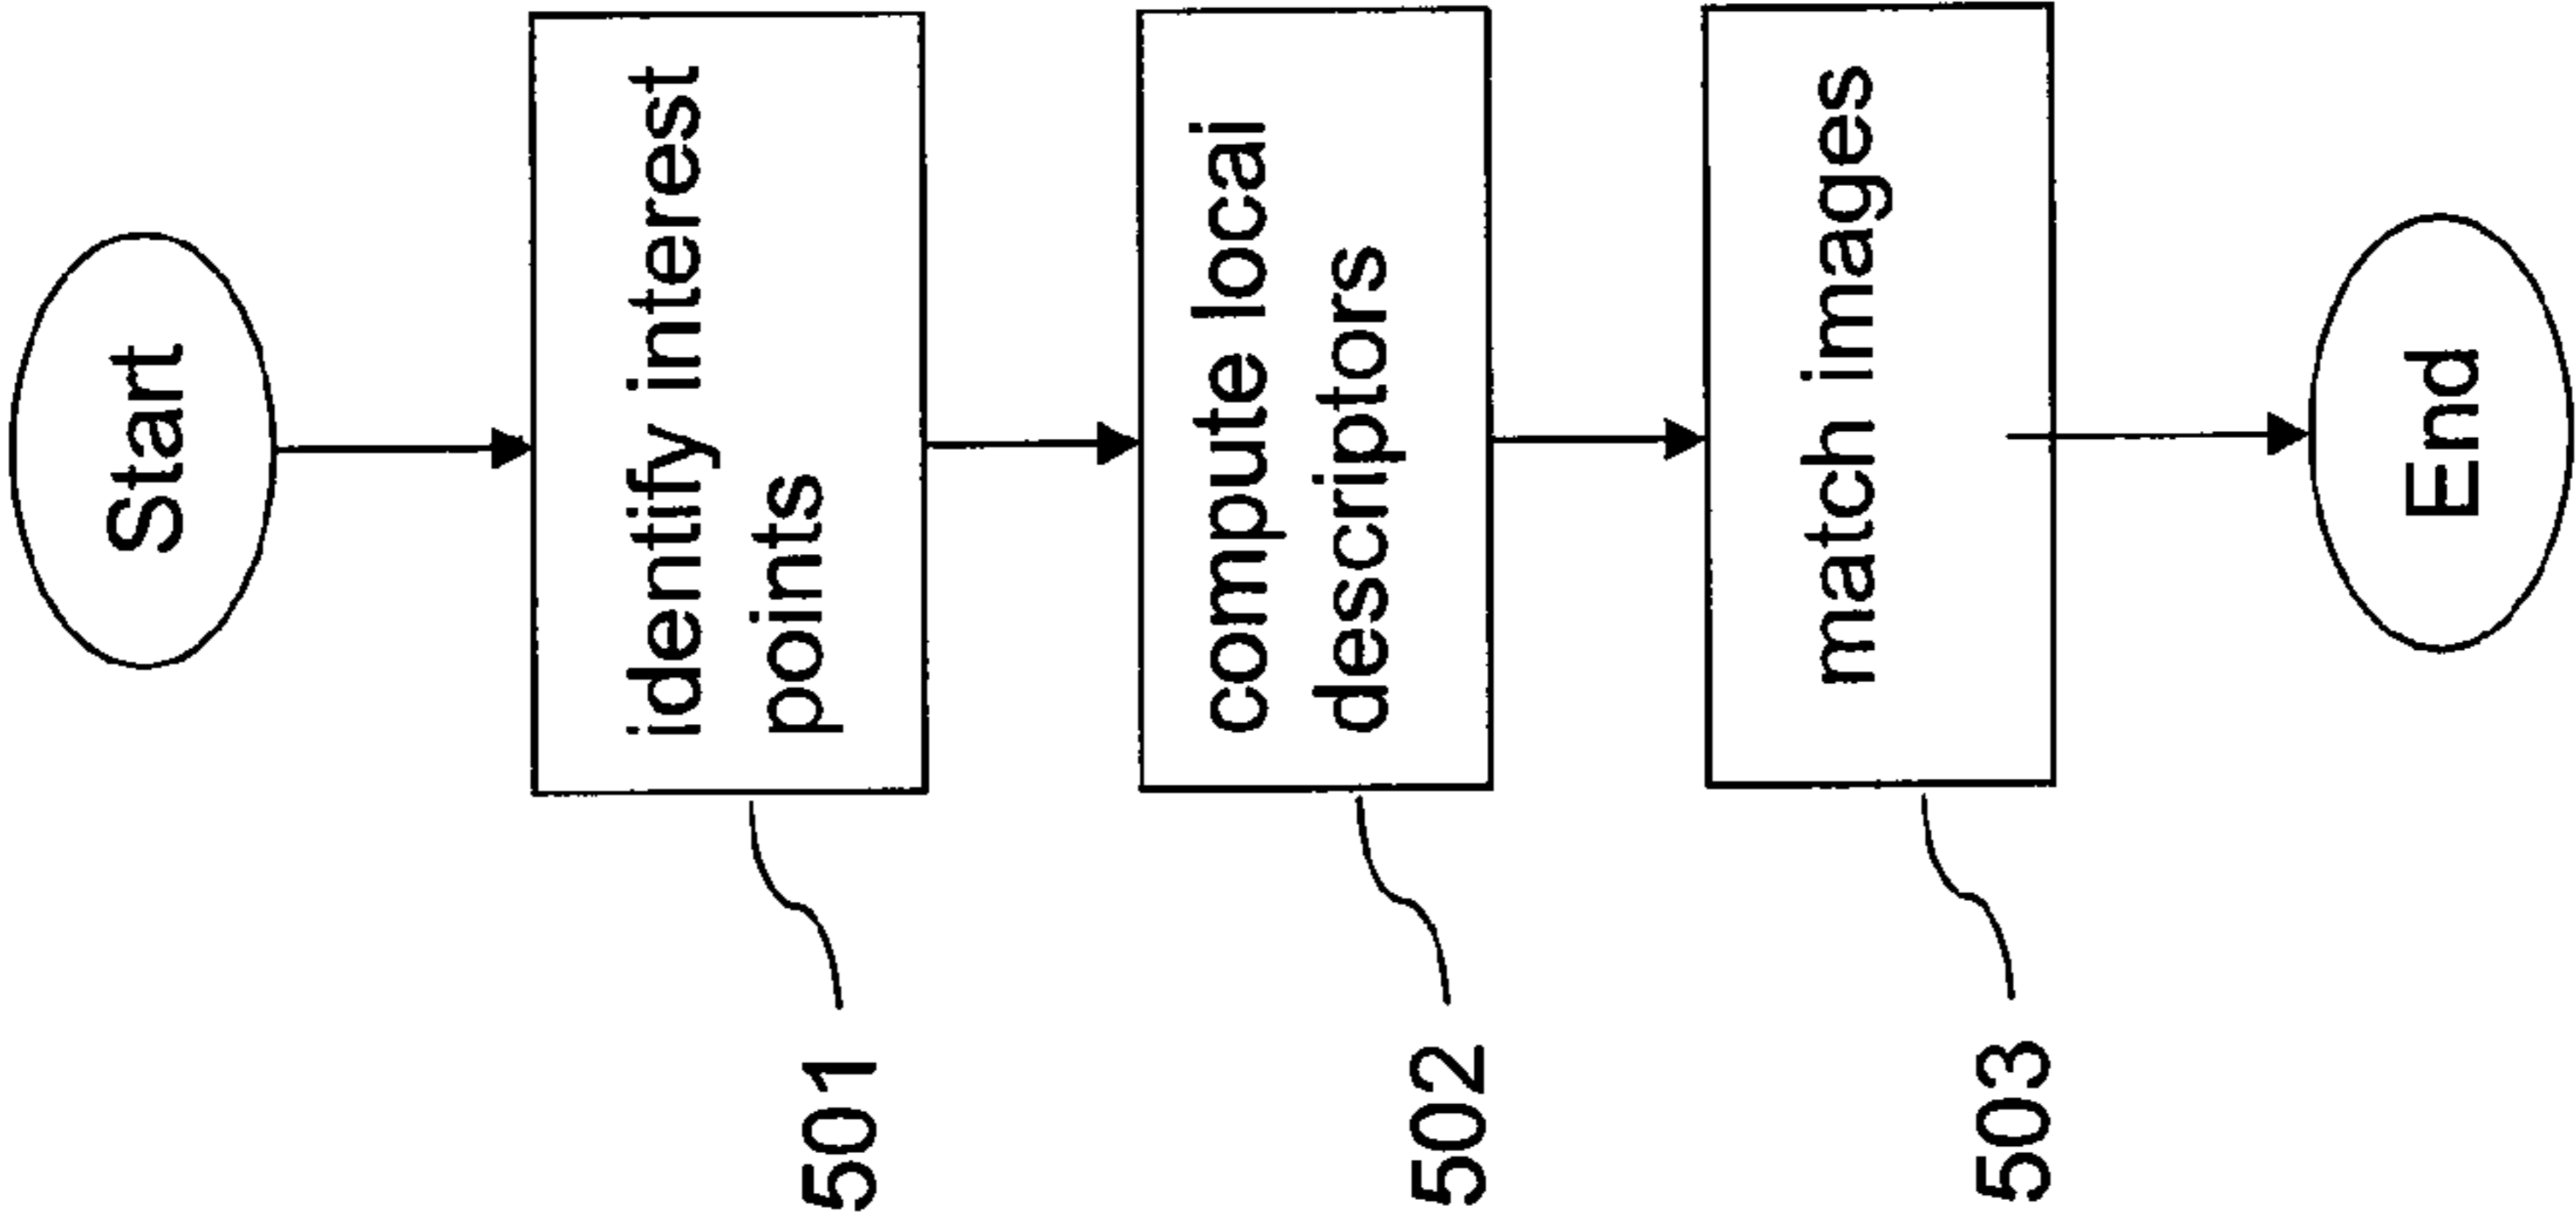 Start
identify interest
points
501
compute local
descriptors
502
match images
503
End